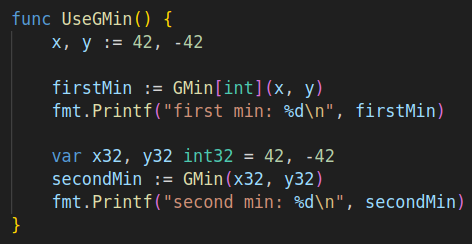 func UseGMin() {
    x, y := 42, -42

    firstMin := GMin[int](x, y)
    fmt.Printf("first min: %d\n", firstMin)

    var x32, y32 int32 = 42, -42
    secondMin := GMin(x32, y32)
    fmt.Printf("second min: %d\n", secondMin)
}